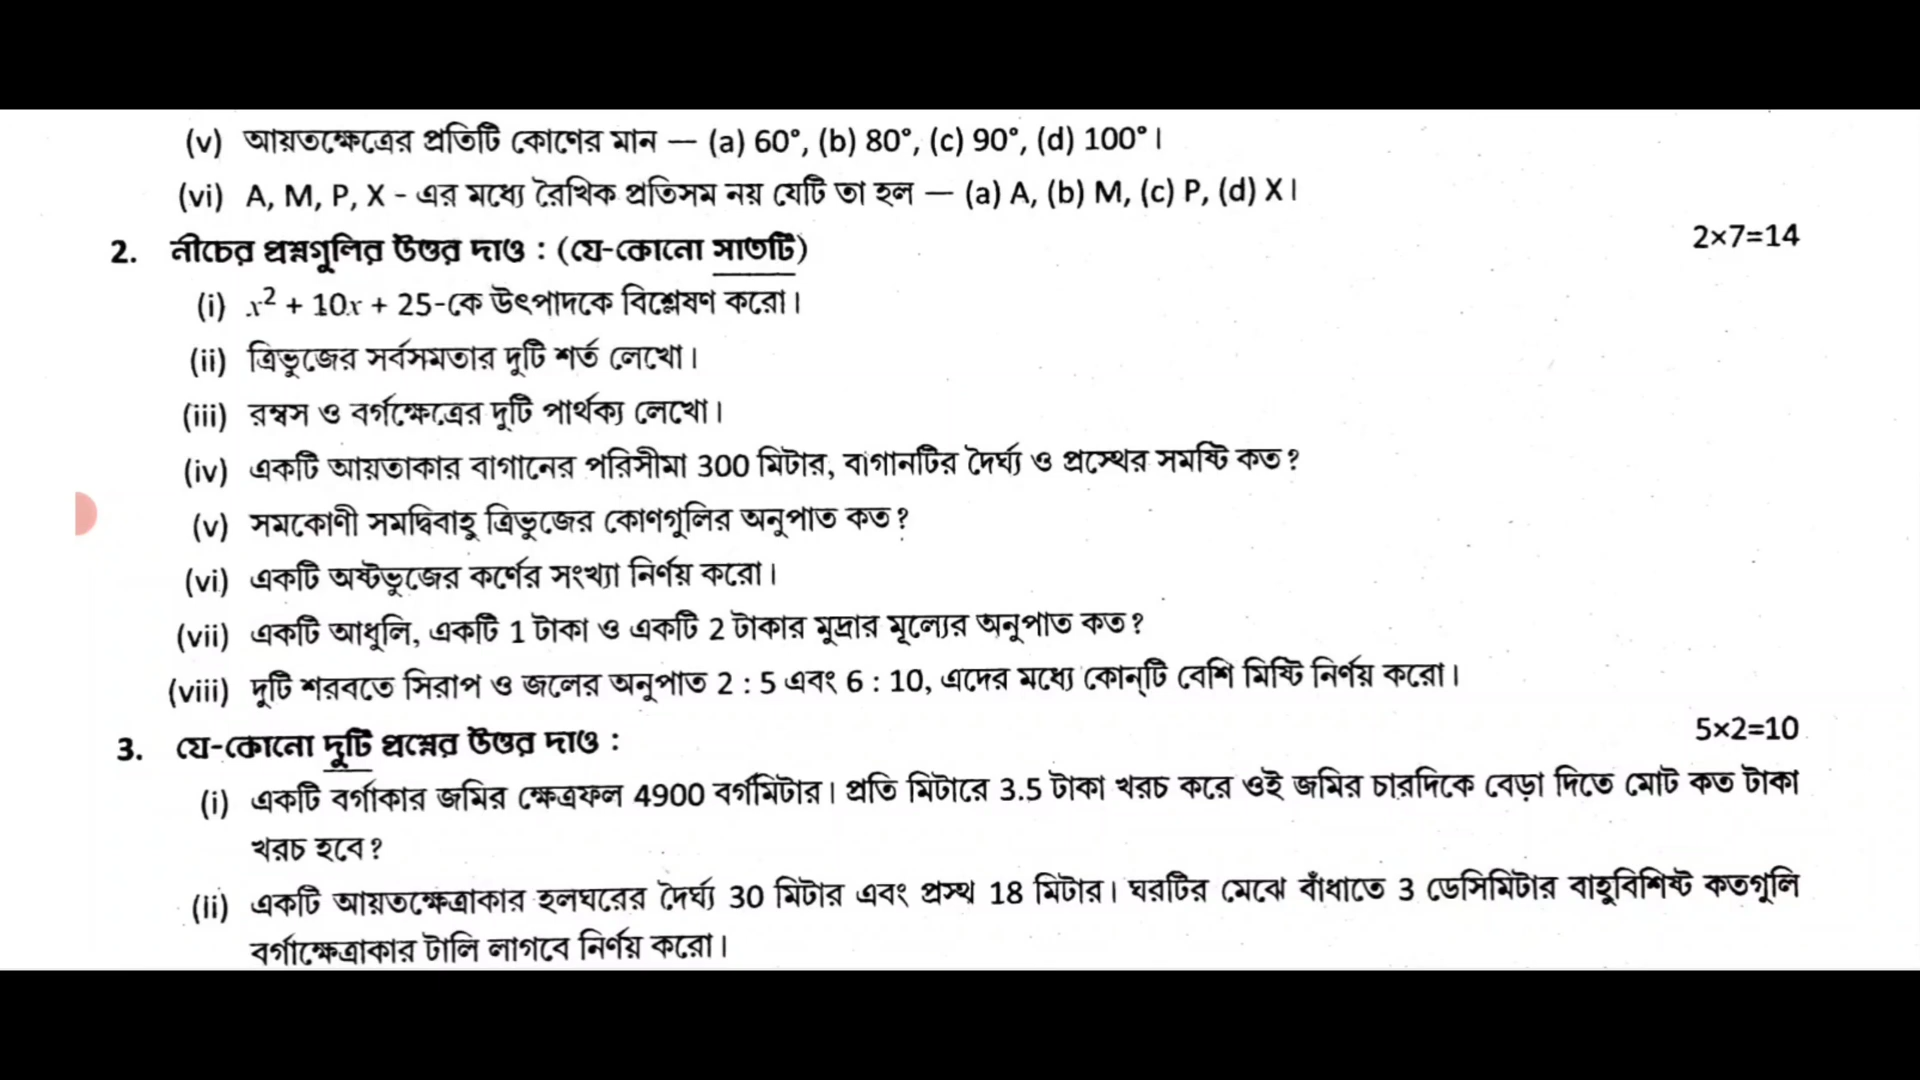 (v) আয়তক্ষেত্রের প্রতিটি কোণের মান — (a) 60°, (b) 80°, (c) 90°, (d) 100°।
(vi) A, M, P, X - এর মধ্যে রৈখিক প্রতিসম নয় যেটি তা হল — (a) A, (b) M, (c) P, (d) X।
2. নীচের প্রশ্নগুলির উত্তর দাও : (যে-কোনো সাতটি) 2×7=14
(i) x² + 10x + 25-কে উৎপাদকে বিশ্লেষণ করো।
(ii) ত্রিভুজের সর্বসমতার দুটি শর্ত লেখো।
(iii) রম্বস ও বর্গক্ষেত্রের দুটি পার্থক্য লেখো।
(iv) একটি আয়তাকার বাগানের পরিসীমা 300 মিটার, বাগানটির দৈর্ঘ্য ও প্রস্থের সমষ্টি কত?
(v) সমকোণী সমদ্বিবাহু ত্রিভুজের কোণগুলির অনুপাত কত?
(vi) একটি অষ্টভুজের কর্ণের সংখ্যা নির্ণয় করো।
(vii) একটি আধুলি, একটি 1 টাকা ও একটি 2 টাকার মুদ্রার মূল্যের অনুপাত কত?
(viii) দুটি শরবতে সিরাপ ও জলের অনুপাত 2 : 5 এবং 6 : 10, এদের মধ্যে কোন্‌টি বেশি মিষ্টি নির্ণয় করো।
3. যে-কোনো দুটি প্রশ্নের উত্তর দাও : 5×2=10
(i) একটি বর্গাকার জমির ক্ষেত্রফল 4900 বর্গমিটার। প্রতি মিটারে 3.5 টাকা খরচ করে ওই জমির চারদিকে বেড়া দিতে মোট কত টাকা
খরচ হবে?
(ii) একটি আয়তক্ষেত্রাকার হলঘরের দৈর্ঘ্য 30 মিটার এবং প্রস্থ 18 মিটার। ঘরটির মেঝে বাঁধাতে 3 ডেসিমিটার বাহুবিশিষ্ট কতগুলি
বর্গাক্ষেত্রাকার টালি লাগবে নির্ণয় করো।